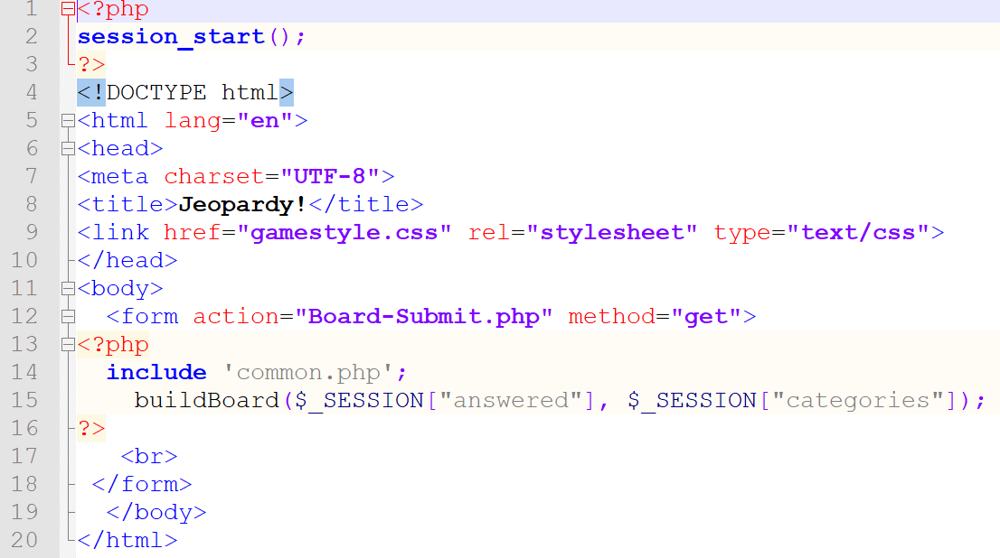 1 <?php
2 session_start();
3 ?>
4 <!DOCTYPE html>
5 <html lang="en">
6 <head>
7 <meta charset="UTF-8">
8 <title>Jeopardy!</title>
9 <link href="gamestyle.css" rel="stylesheet" type="text/css">
10 </head>
11 <body>
12   <form action="Board-Submit.php" method="get">
13 <?php
14   include 'common.php';
15     buildBoard($_SESSION["answered"], $_SESSION["categories"]);
16 ?>
17    <br>
18  </form>
19   </body>
20 </html>